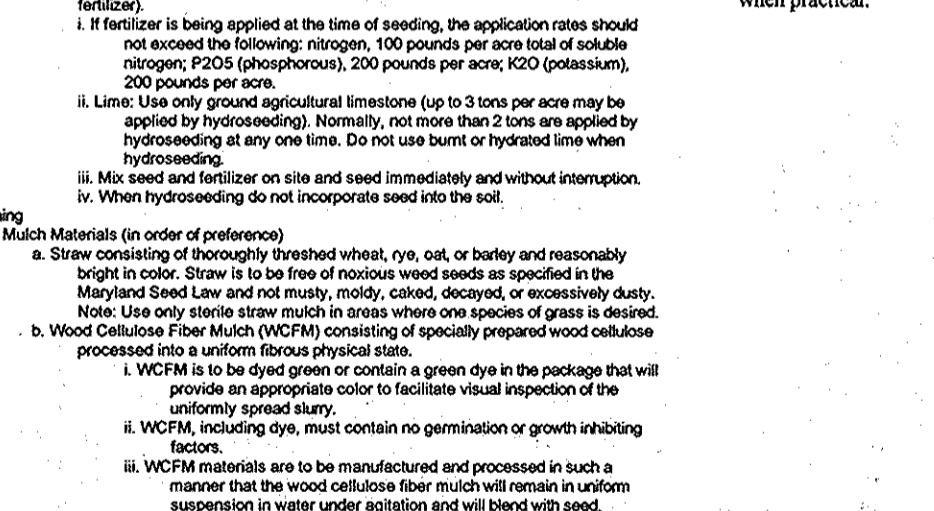 fertilizer).
when practical.
i. If fertilizer is being applied at the time of seeding, the application rates should
not exceed the following: nitrogen, 100 pounds per acre total of soluble
nitrogen; P2O5 (phosphorous), 200 pounds per acre; K2O (potassium),
200 pounds per acre.
ii. Lime: Use only ground agricultural limestone (up to 3 tons per acre may be
applied by hydroseeding). Normally, not more than 2 tons are applied by
hydroseeding at any one time. Do not use burnt or hydrated lime when
hydroseeding.
iii. Mix seed and fertilizer on site and seed immediately and without interruption.
iv. When hydroseeding do not incorporate seed into the soil.
Mulch Materials (in order of preference)
a. Straw consisting of thoroughly threshed wheat, rye, oat, or barley and reasonably
bright in color. Straw is to be free of noxious weed seeds as specified in the
Maryland Seed Law and not musty, moldy, caked, decayed, or excessively dusty.
Note: Use only sterile straw mulch in areas where one species of grass is desired.
b. Wood Cellulose Fiber Mulch (WCFM) consisting of specially prepared wood cellulose
processed into a uniform fibrous physical state.
i. WCFM is to be dyed green or contain a green dye in the package that will
provide an appropriate color to facilitate visual inspection of the
uniformly spread slurry.
ii. WCFM, including dye, must contain no germination or growth inhibiting
factors.
iii. WCFM materials are to be manufactured and processed in such a
manner that the wood cellulose fiber mulch will remain in uniform
suspension in water under agitation and will blend with seed,